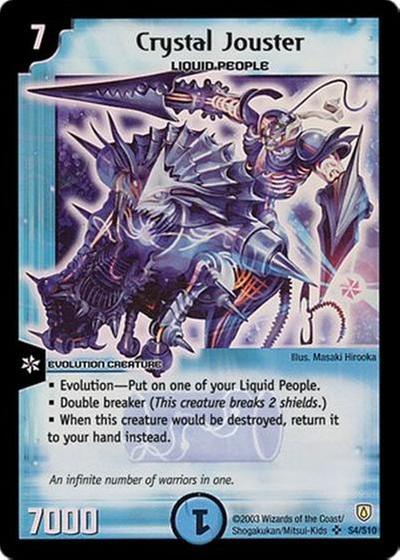 7
Crystal Jouster
LIQUID PEOPLE
Illus. Masaki Hirooka
EVOLUTION CREATURE
▪ Evolution—Put on one of your Liquid People.
▪ Double breaker (This creature breaks 2 shields.)
▪ When this creature would be destroyed, return it
to your hand instead.
An infinite number of warriors in one.
7000
1
©2003 Wizards of the Coast/
Shogakukan/Mitsui-Kids S4/S10